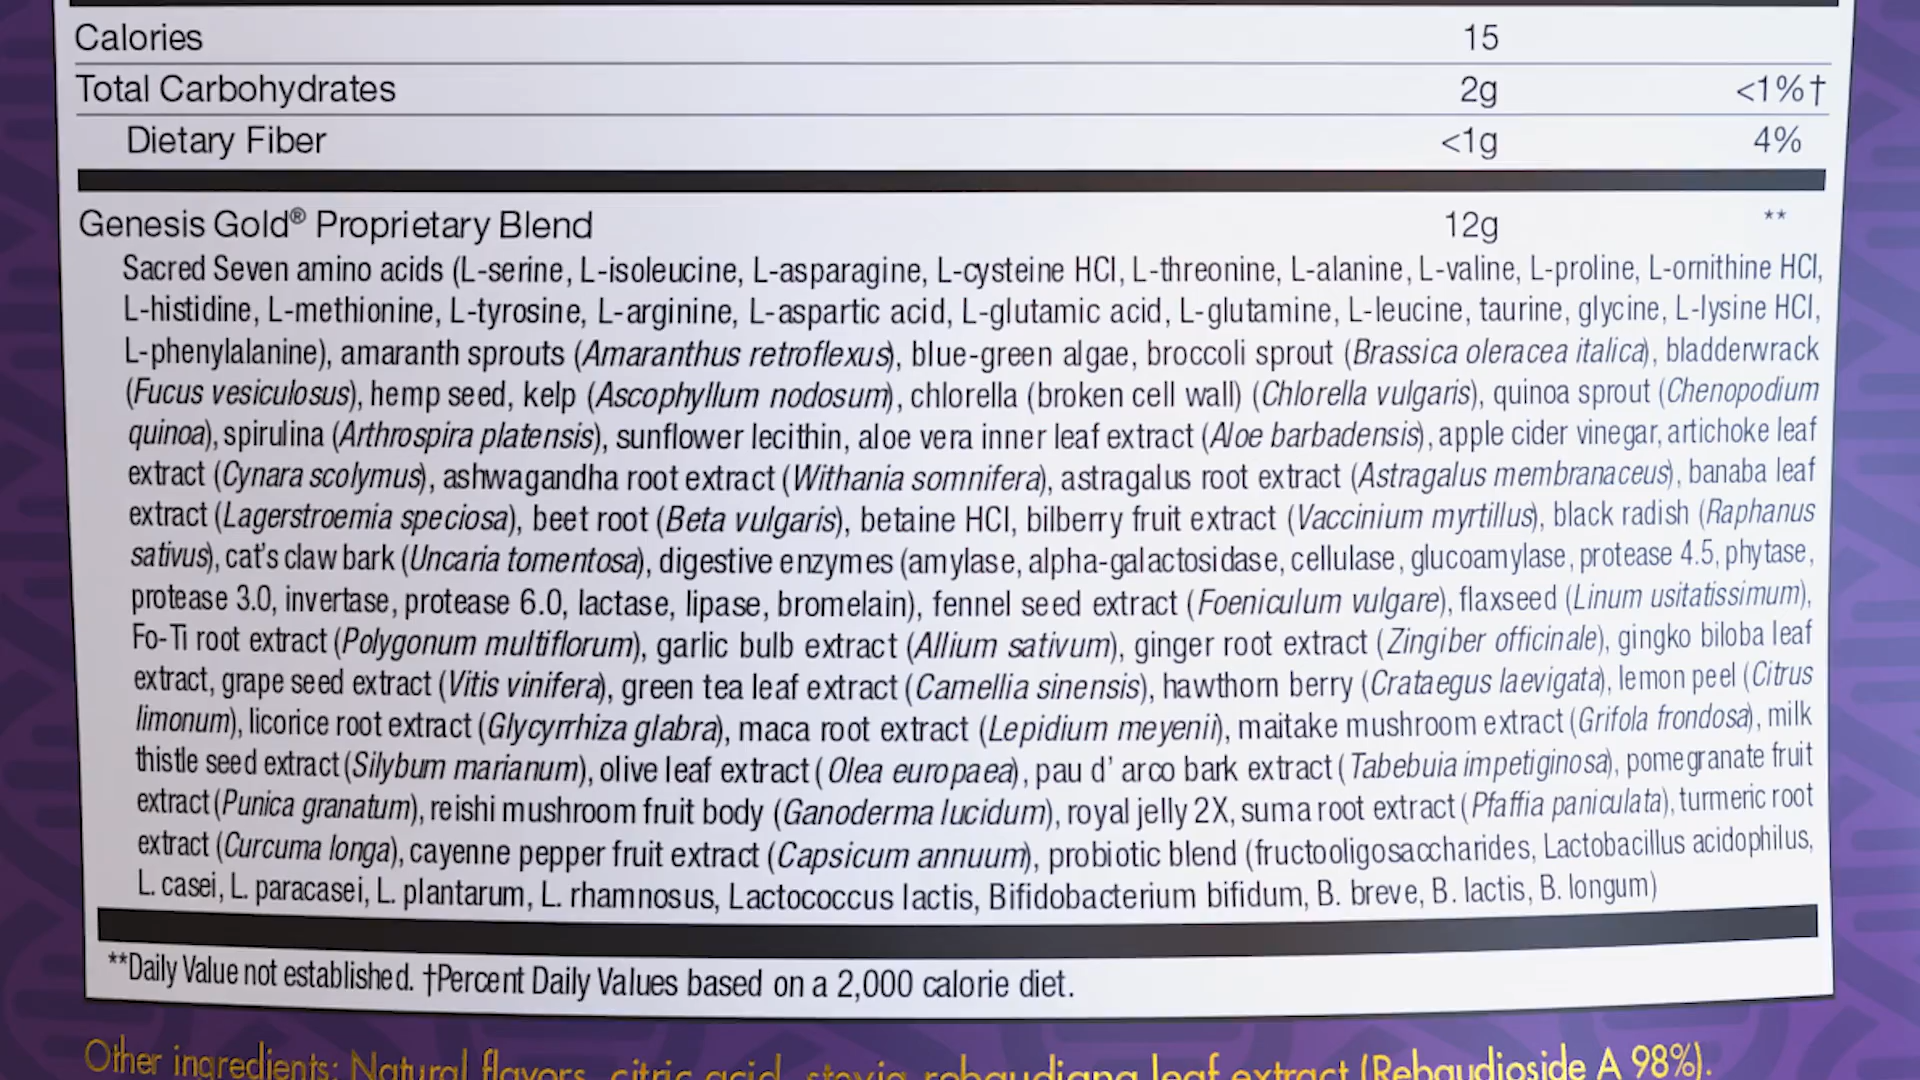 Calories 15
Total Carbohydrates 2g <1%†
Dietary Fiber <1g 4%
Genesis Gold® Proprietary Blend 12g **
Sacred Seven amino acids (L-serine, L-isoleucine, L-asparagine, L-cysteine HCl, L-threonine, L-alanine, L-valine, L-proline, L-ornithine HCl,
L-histidine, L-methionine, L-tyrosine, L-arginine, L-aspartic acid, L-glutamic acid, L-glutamine, L-leucine, taurine, glycine, L-lysine HCl,
L-phenylalanine), amaranth sprouts (Amaranthus retroflexus), blue-green algae, broccoli sprout (Brassica oleracea italica), bladderwrack
(Fucus vesiculosus), hemp seed, kelp (Ascophyllum nodosum), chlorella (broken cell wall) (Chlorella vulgaris), quinoa sprout (Chenopodium
quinoa), spirulina (Arthrospira platensis), sunflower lecithin, aloe vera inner leaf extract (Aloe barbadensis), apple cider vinegar, artichoke leaf
extract (Cynara scolymus), ashwagandha root extract (Withania somnifera), astragalus root extract (Astragalus membranaceus), banaba leaf
extract (Lagerstroemia speciosa), beet root (Beta vulgaris), betaine HCl, bilberry fruit extract (Vaccinium myrtillus), black radish (Raphanus
sativus), cat's claw bark (Uncaria tomentosa), digestive enzymes (amylase, alpha-galactosidase, cellulase, glucoamylase, protease 4.5, phytase,
protease 3.0, invertase, protease 6.0, lactase, lipase, bromelain), fennel seed extract (Foeniculum vulgare), flaxseed (Linum usitatissimum),
Fo-Ti root extract (Polygonum multiflorum), garlic bulb extract (Allium sativum), ginger root extract (Zingiber officinale), gingko biloba leaf
extract, grape seed extract (Vitis vinifera), green tea leaf extract (Camellia sinensis), hawthorn berry (Crataegus laevigata), lemon peel (Citrus
limonum), licorice root extract (Glycyrrhiza glabra), maca root extract (Lepidium meyenii), maitake mushroom extract (Grifola frondosa), milk
thistle seed extract (Silybum marianum), olive leaf extract (Olea europaea), pau d' arco bark extract (Tabebuia impetiginosa), pomegranate fruit
extract (Punica granatum), reishi mushroom fruit body (Ganoderma lucidum), royal jelly 2X, suma root extract (Pfaffia paniculata), turmeric root
extract (Curcuma longa), cayenne pepper fruit extract (Capsicum annuum), probiotic blend (fructooligosaccharides, Lactobacillus acidophilus,
L. casei, L. paracasei, L. plantarum, L. rhamnosus, Lactococcus lactis, Bifidobacterium bifidum, B. breve, B. lactis, B. longum)
**Daily Value not established. †Percent Daily Values based on a 2,000 calorie diet.
Other ingredients: Natural flavors, citric acid, stevia rebaudiana leaf extract (Rebaudioside A 98%).